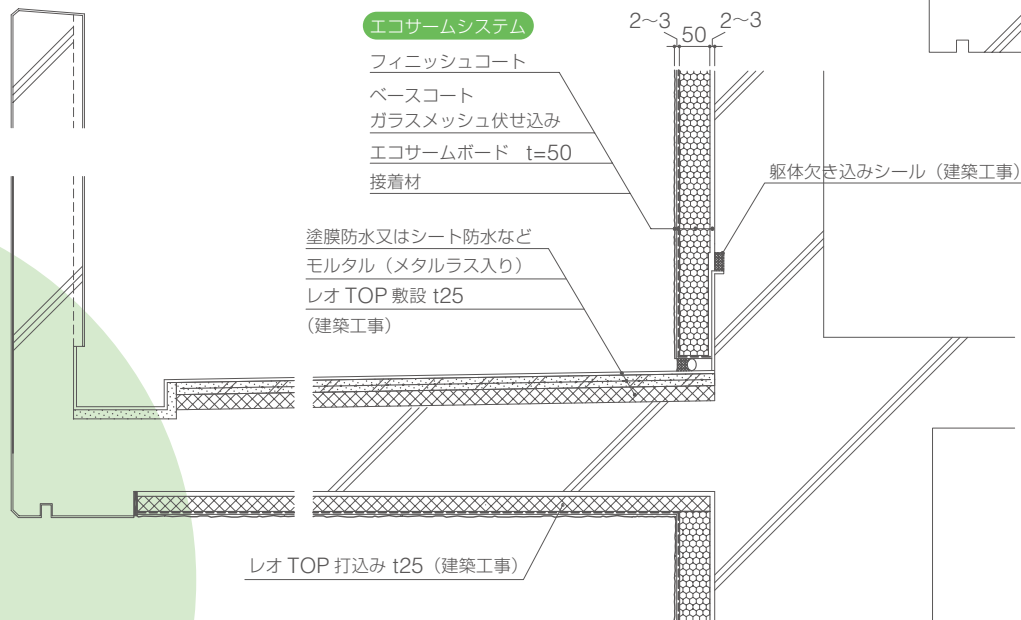 エコサームシステム
フィニッシュコート
ベースコート
ガラスメッシュ伏せ込み
エコサームボード t=50
接着材
2~3 50 2~3
躯体欠き込みシール（建築工事）
塗膜防水又はシート防水など
モルタル（メタルラス入り）
レオ TOP 敷設 t25
（建築工事）
レオ TOP 打込み t25（建築工事）